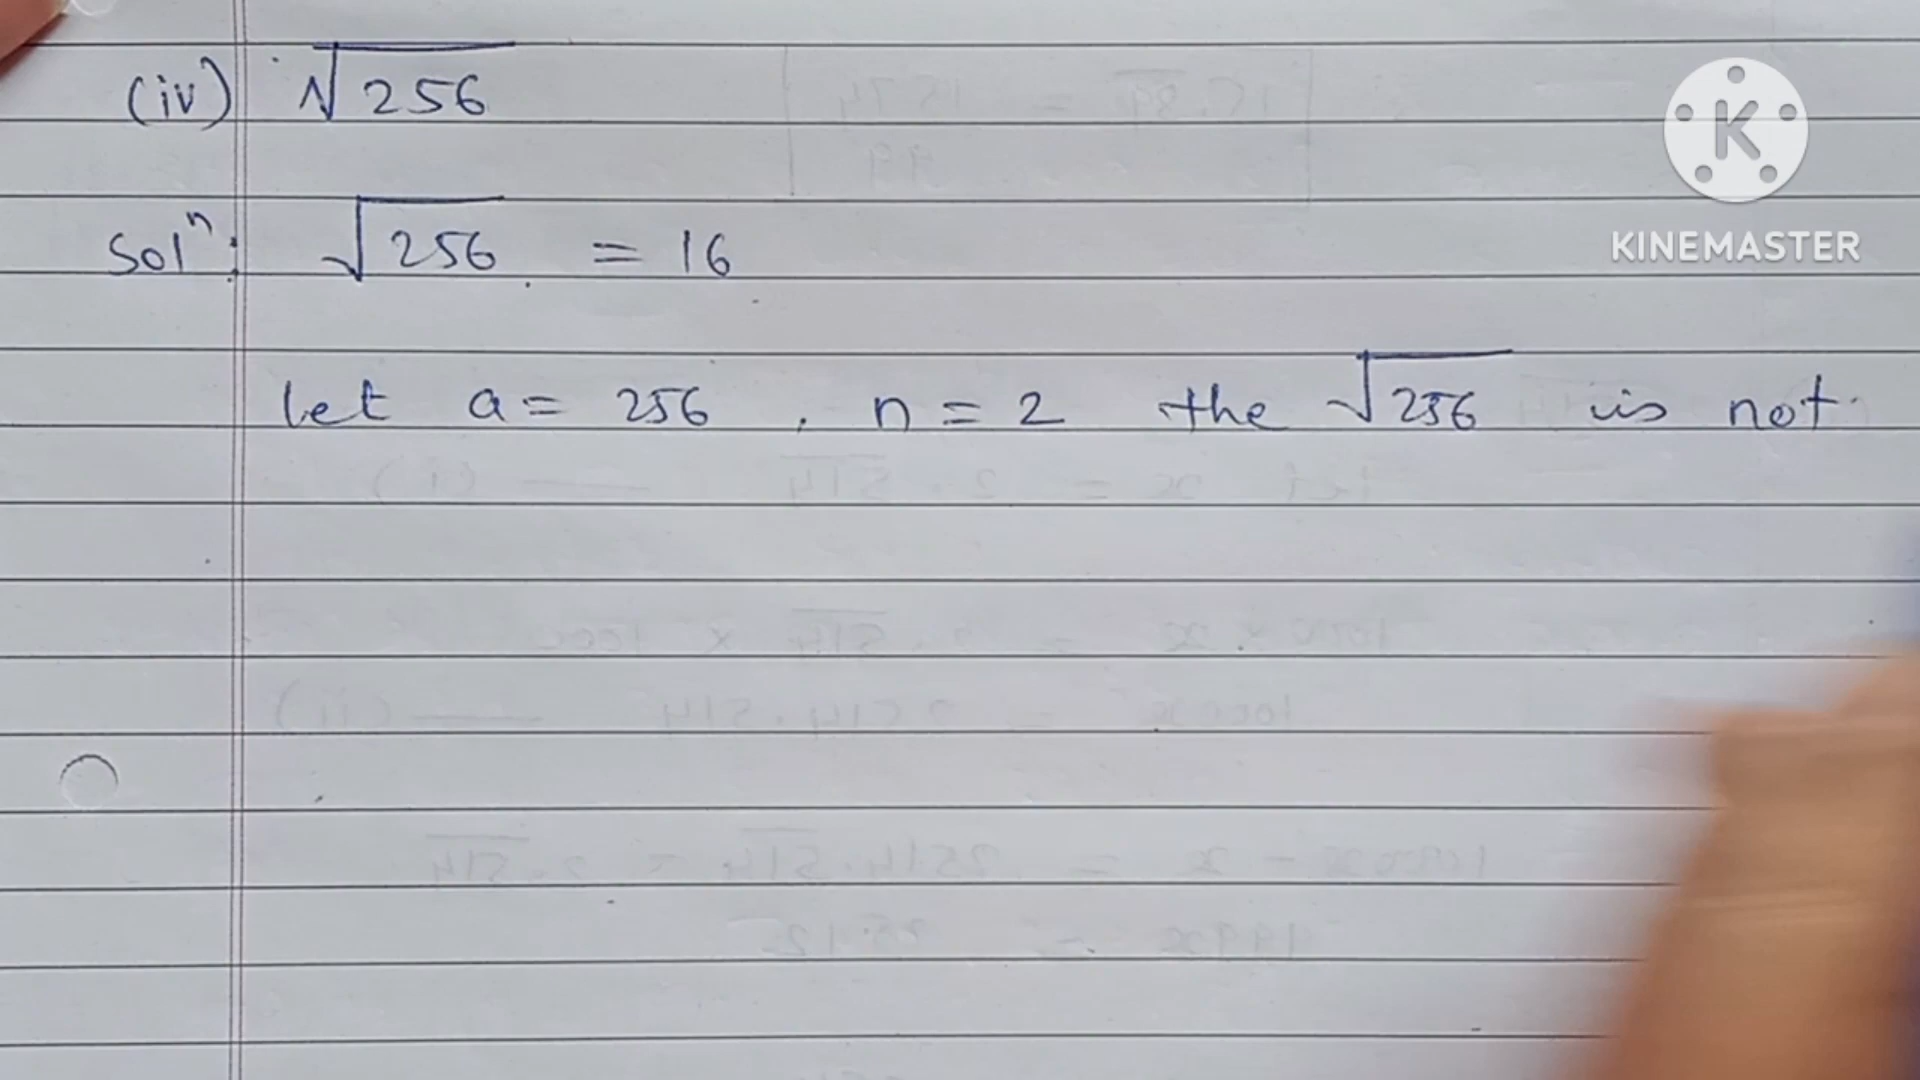 (iv) √256
K
KINEMASTER
Solⁿ: √256 = 16
let a = 256 , n = 2 the √256 is not